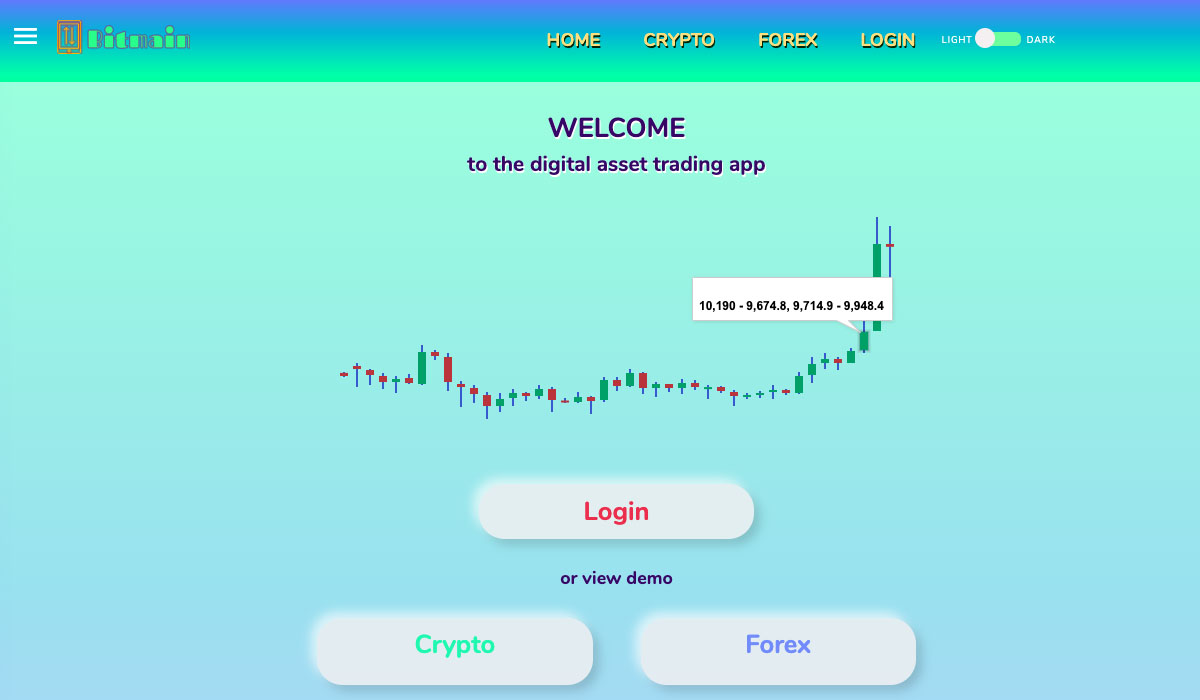 Bitmain
HOME CRYPTO FOREX LOGIN LIGHT DARK
WELCOME
to the digital asset trading app
10,190 - 9,674.8, 9,714.9 - 9,948.4
Login
or view demo
Crypto Forex